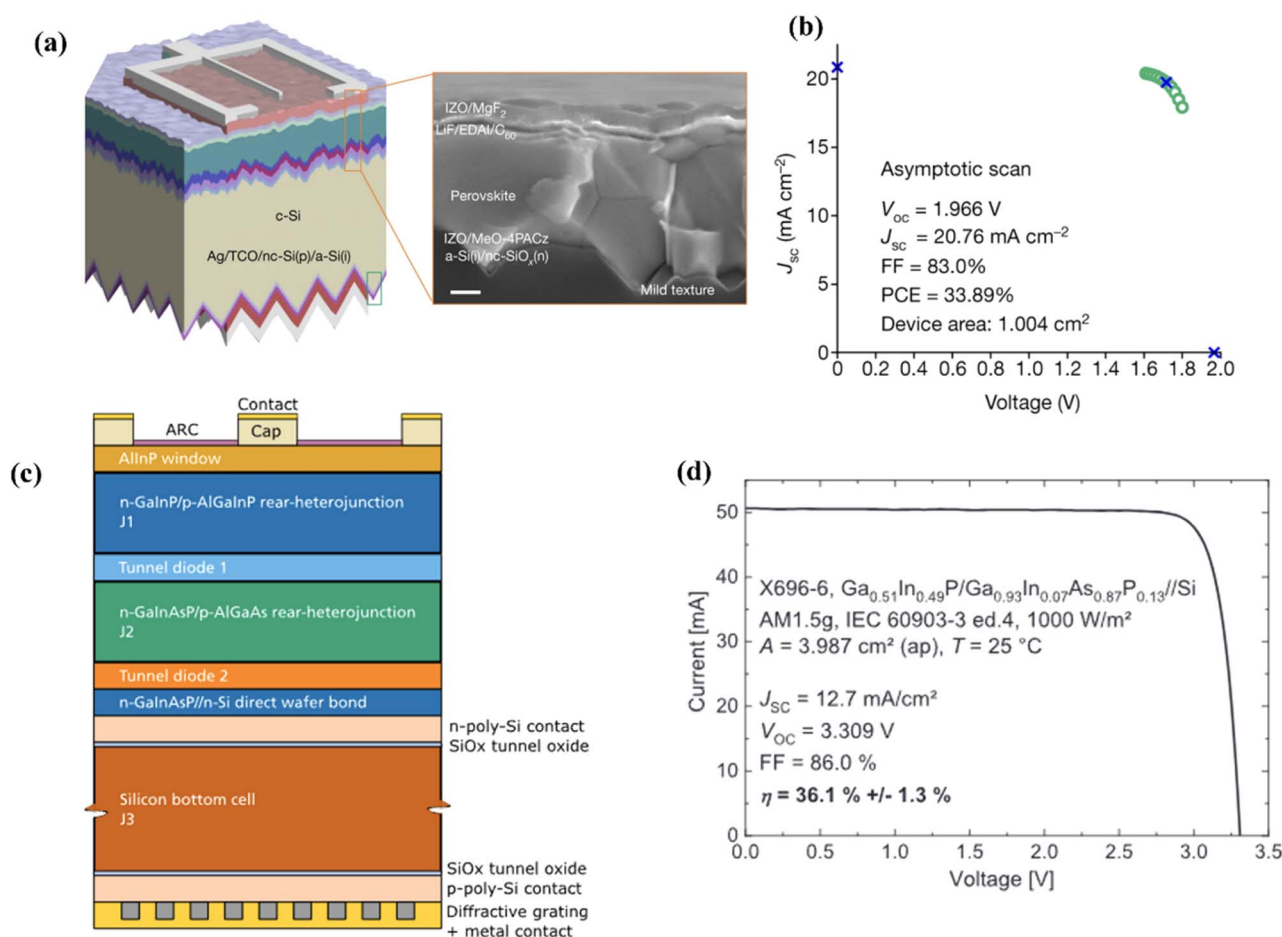 (a)
c-Si
Ag/TCO/nc-Si(p)/a-Si(i)
IZO/MgF₂
LiF/EDAI/C₆₀
Perovskite
IZO/MeO-4PACz
a-Si(i)/nc-SiOₓ(n)
Mild texture
(b)
Jsc (mA cm⁻²)
20
15
10
5
0
Asymptotic scan
Voc = 1.966 V
Jsc = 20.76 mA cm⁻²
FF = 83.0%
PCE = 33.89%
Device area: 1.004 cm²
0 0.2 0.4 0.6 0.8 1.0 1.2 1.4 1.6 1.8 2.0
Voltage (V)
(c)
Contact
ARC
Cap
AlInP window
n-GaInP/p-AlGaInP rear-heterojunction
J1
Tunnel diode 1
n-GaInAsP/p-AlGaAs rear-heterojunction
J2
Tunnel diode 2
n-GaInAsP//n-Si direct wafer bond
n-poly-Si contact
SiOx tunnel oxide
Silicon bottom cell
J3
SiOx tunnel oxide
p-poly-Si contact
Diffractive grating
+ metal contact
(d)
Current [mA]
50
40
30
20
10
0
X696-6, Ga₀.₅₁In₀.₄₉P/Ga₀.₉₃In₀.₀₇As₀.₈₇P₀.₁₃//Si
AM1.5g, IEC 60903-3 ed.4, 1000 W/m²
A = 3.987 cm² (ap), T = 25 °C
JSC = 12.7 mA/cm²
VOC = 3.309 V
FF = 86.0 %
η = 36.1 % +/- 1.3 %
0.0 0.5 1.0 1.5 2.0 2.5 3.0 3.5
Voltage [V]